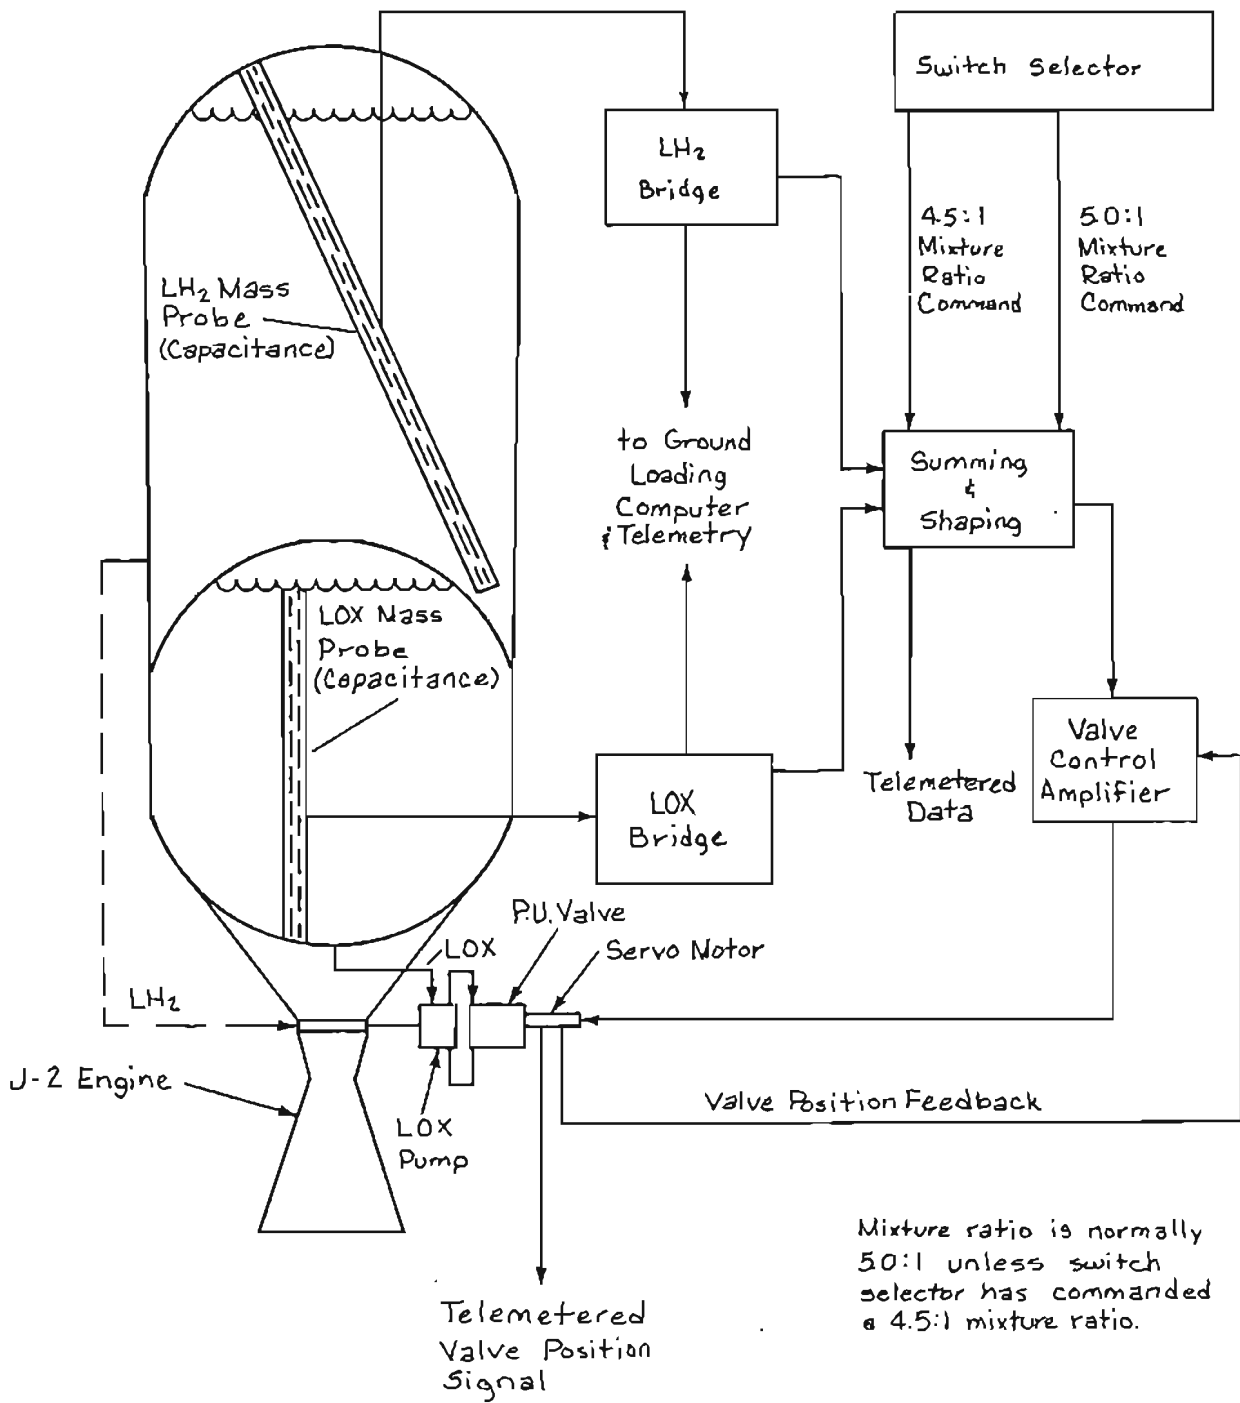 Switch Selector
LH₂
Bridge
4.5:1
Mixture
Ratio
Command
5.0:1
Mixture
Ratio
Command
LH₂ Mass
Probe
(Capacitance)
to Ground
Loading
Computer
& Telemetry
Summing
&
Shaping
LOX Mass
Probe
(Capacitance)
Valve
Control
Amplifier
Telemetered
Data
LOX
Bridge
P.U. Valve
Servo Motor
LOX
LH₂
J-2 Engine
LOX
Pump
Valve Position Feedback
Mixture ratio is normally
5.0:1 unless switch
selector has commanded
a 4.5:1 mixture ratio.
Telemetered
Valve Position
Signal